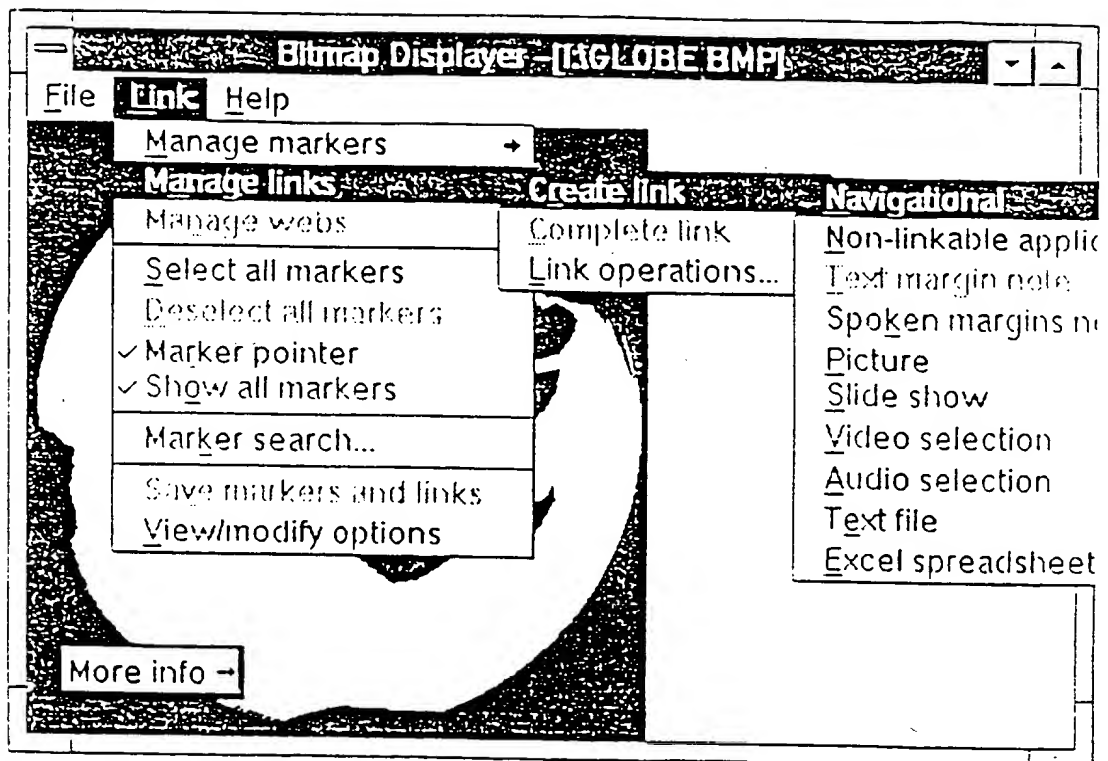 Bitmap Displayer -[I:GLOBE.BMP]
File Link Help
Manage markers
Manage links
Manage webs
Select all markers
Deselect all markers
✓ Marker pointer
✓ Show all markers
Marker search...
Save markers and links
View/modify options
Create link
Complete link
Link operations...
Navigational
Non-linkable applic
Text margin note
Spoken margins n
Picture
Slide show
Video selection
Audio selection
Text file
Excel spreadsheet
More info →